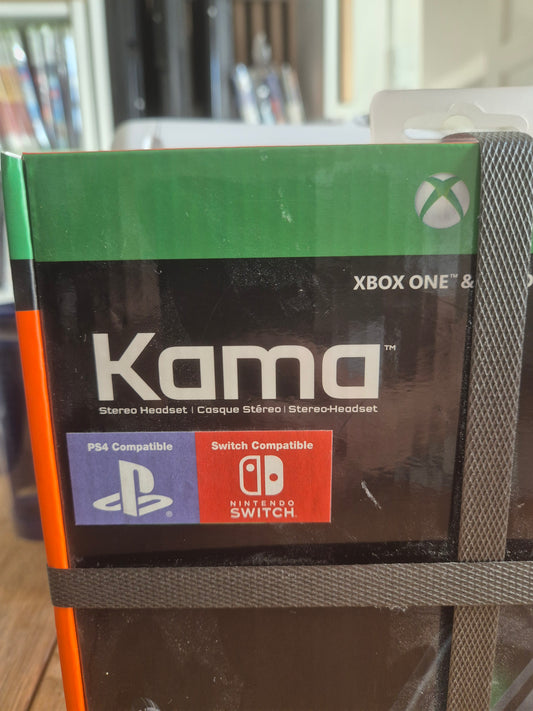 XBOX ONE™ &
Kama™
Stereo Headset | Casque Stéreo | Stereo-Headset
PS4 Compatible
Switch Compatible
®
NINTENDO
SWITCH